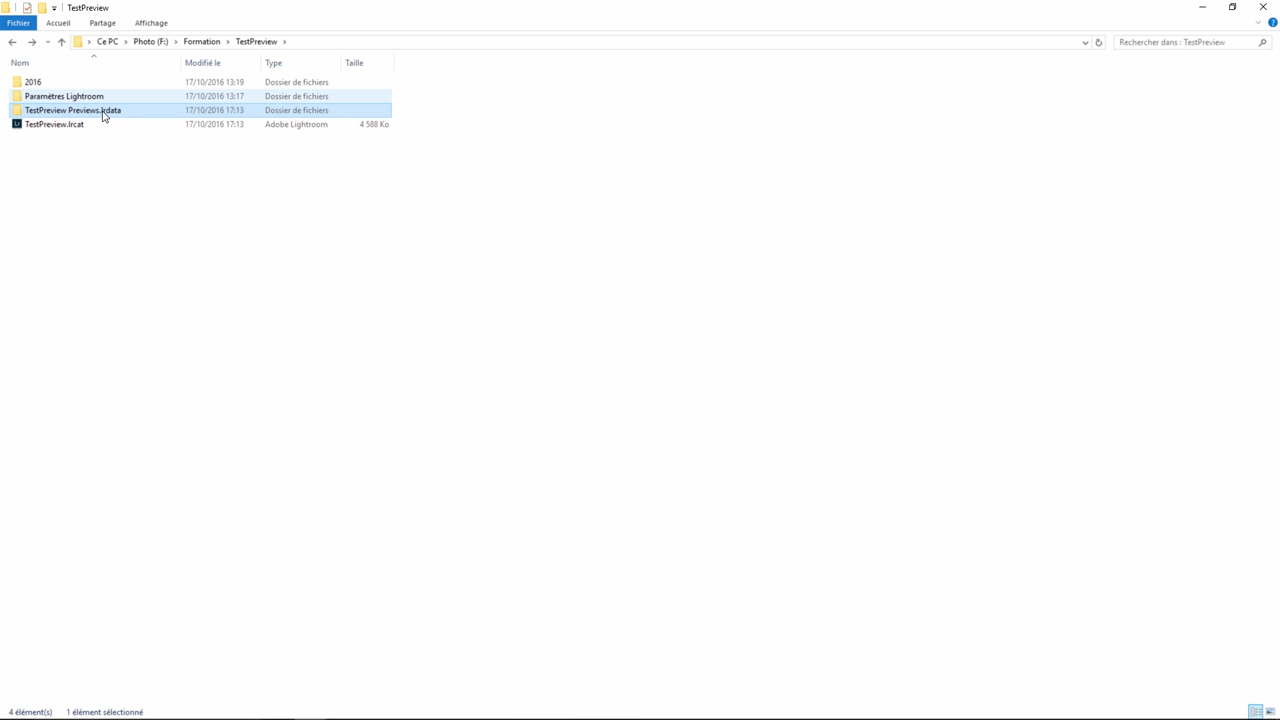 TestPreview
Fichier Accueil Partage Affichage
Ce PC Photo (F:) Formation TestPreview Rechercher dans : TestPreview
Nom Modifié le Type Taille
2016 17/10/2016 13:19 Dossier de fichiers
Paramètres Lightroom 17/10/2016 13:17 Dossier de fichiers
TestPreview Previews.lrdata 17/10/2016 17:13 Dossier de fichiers
TestPreview.lrcat 17/10/2016 17:13 Adobe Lightroom 4 588 Ko
4 élément(s) 1 élément sélectionné